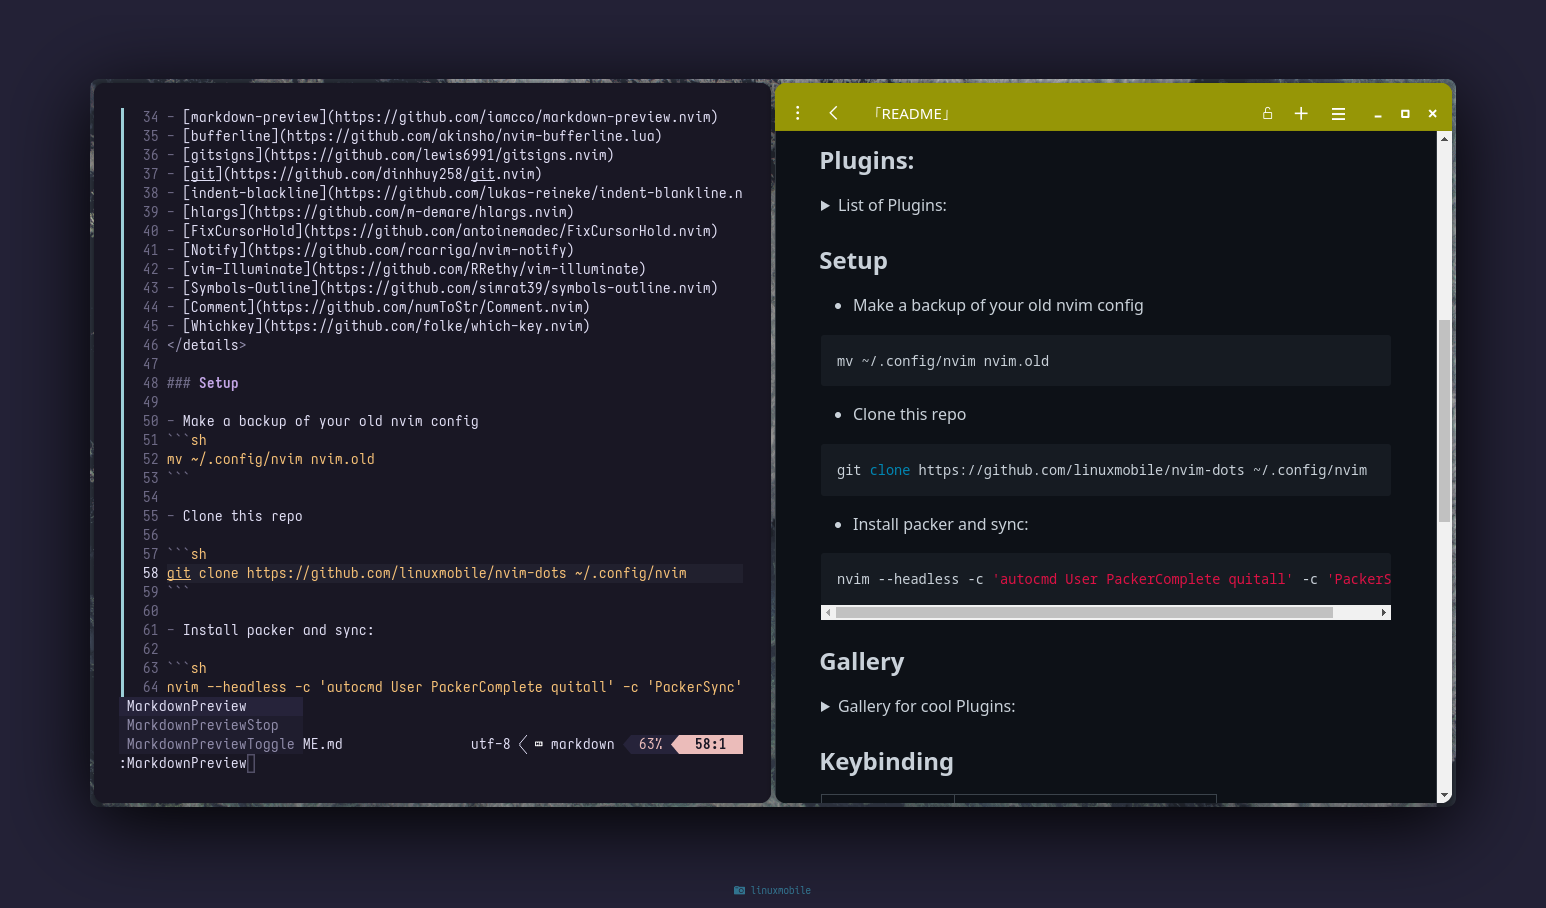 34 - [markdown-preview](https://github.com/iamcco/markdown-preview.nvim)
35 - [bufferline](https://github.com/akinsho/nvim-bufferline.lua)
36 - [gitsigns](https://github.com/lewis6991/gitsigns.nvim)
37 - [git](https://github.com/dinhhuy258/git.nvim)
38 - [indent-blackline](https://github.com/lukas-reineke/indent-blankline.n
39 - [hlargs](https://github.com/m-demare/hlargs.nvim)
40 - [FixCursorHold](https://github.com/antoinemadec/FixCursorHold.nvim)
41 - [Notify](https://github.com/rcarriga/nvim-notify)
42 - [vim-Illuminate](https://github.com/RRethy/vim-illuminate)
43 - [Symbols-Outline](https://github.com/simrat39/symbols-outline.nvim)
44 - [Comment](https://github.com/numToStr/Comment.nvim)
45 - [Whichkey](https://github.com/folke/which-key.nvim)
46 </details>
47
48 ### Setup
49
50 - Make a backup of your old nvim config
51 ```sh
52 mv ~/.config/nvim nvim.old
53 ```
54
55 - Clone this repo
56
57 ```sh
58 git clone https://github.com/linuxmobile/nvim-dots ~/.config/nvim
59 ```
60
61 - Install packer and sync:
62
63 ```sh
64 nvim --headless -c 'autocmd User PackerComplete quitall' -c 'PackerSync'
MarkdownPreview
MarkdownPreviewStop
MarkdownPreviewToggle ME.md utf-8 markdown 63% 58:1
:MarkdownPreview
「README」
Plugins:
▶ List of Plugins:
Setup
• Make a backup of your old nvim config
mv ~/.config/nvim nvim.old
• Clone this repo
git clone https://github.com/linuxmobile/nvim-dots ~/.config/nvim
• Install packer and sync:
nvim --headless -c 'autocmd User PackerComplete quitall' -c 'PackerS
Gallery
▶ Gallery for cool Plugins:
Keybinding
linuxmobile